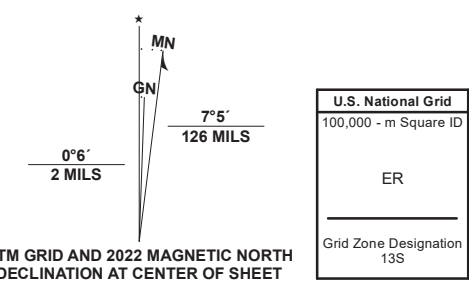 ★
MN
GN
7°5´
126 MILS
0°6´
2 MILS
TM GRID AND 2022 MAGNETIC NORTH
DECLINATION AT CENTER OF SHEET
U.S. National Grid
100,000 - m Square ID
ER
Grid Zone Designation
13S